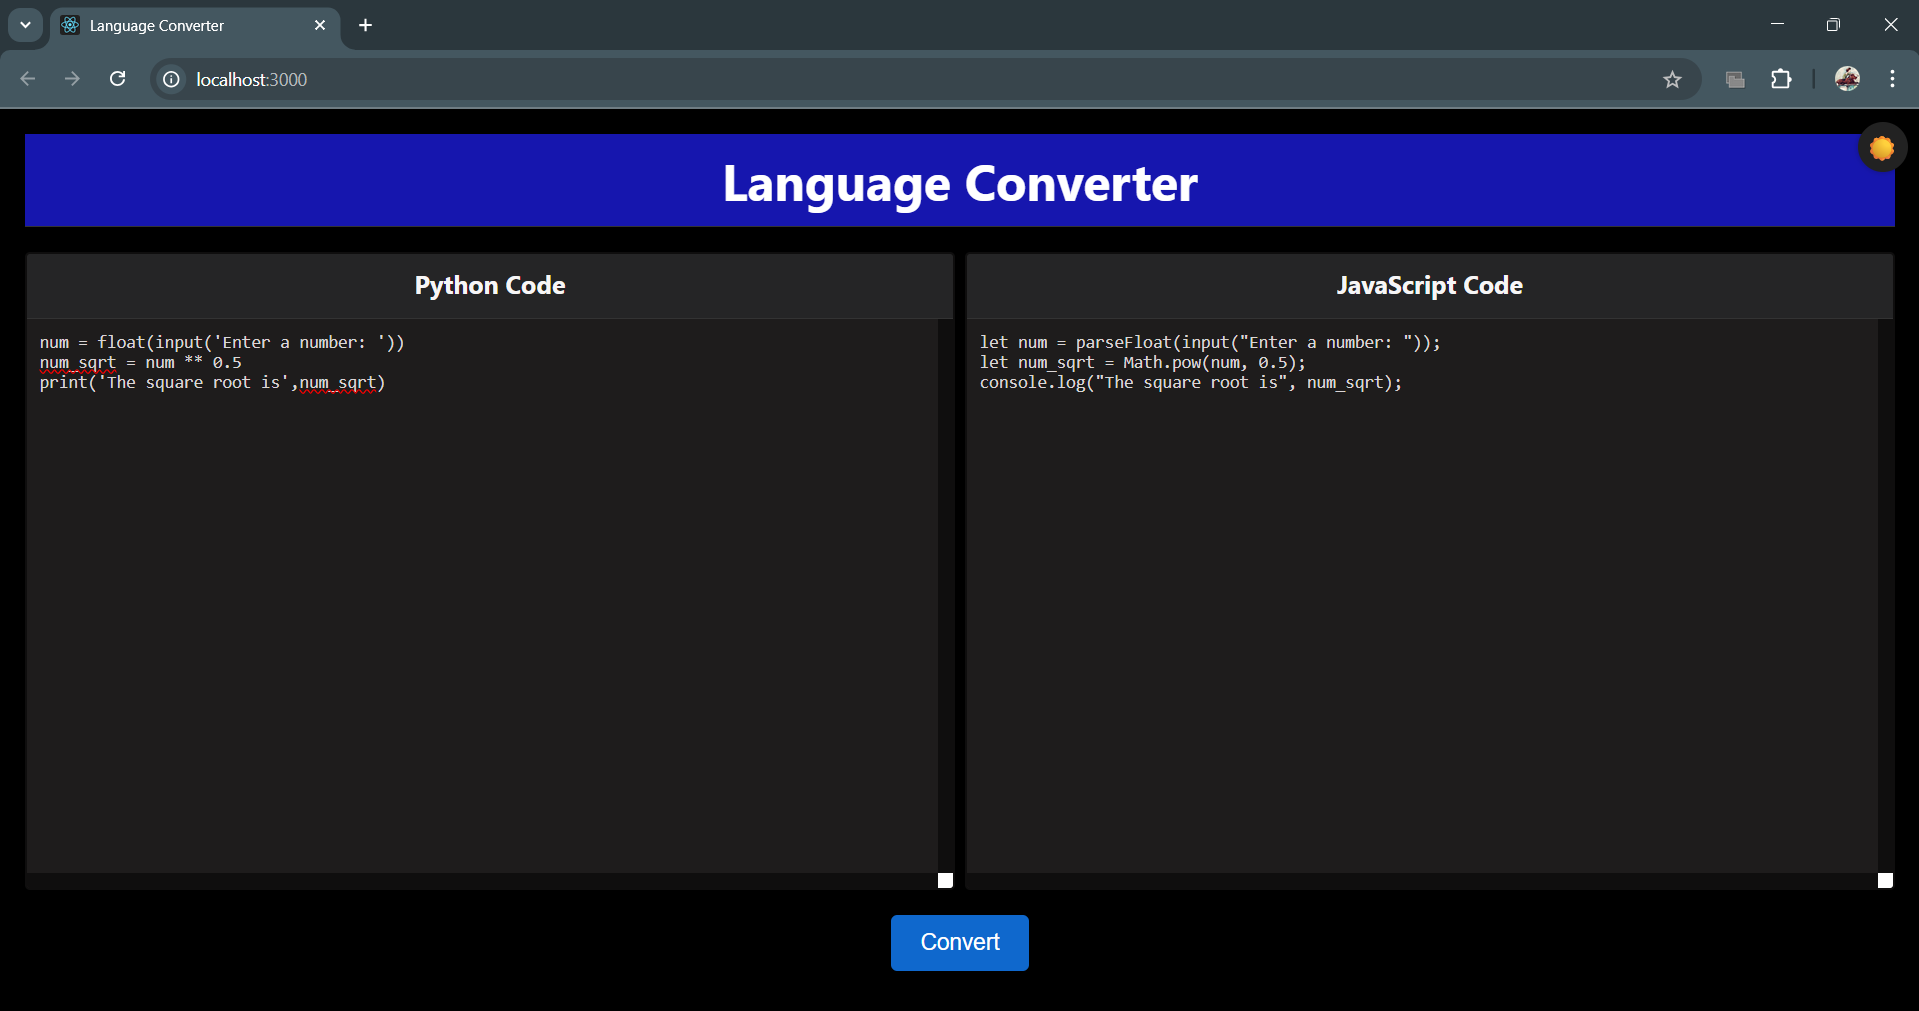 Language Converter
localhost:3000
Language Converter
Python Code
num = float(input('Enter a number: '))
num_sqrt = num ** 0.5
print('The square root is',num_sqrt)
JavaScript Code
let num = parseFloat(input("Enter a number: "));
let num_sqrt = Math.pow(num, 0.5);
console.log("The square root is", num_sqrt);
Convert